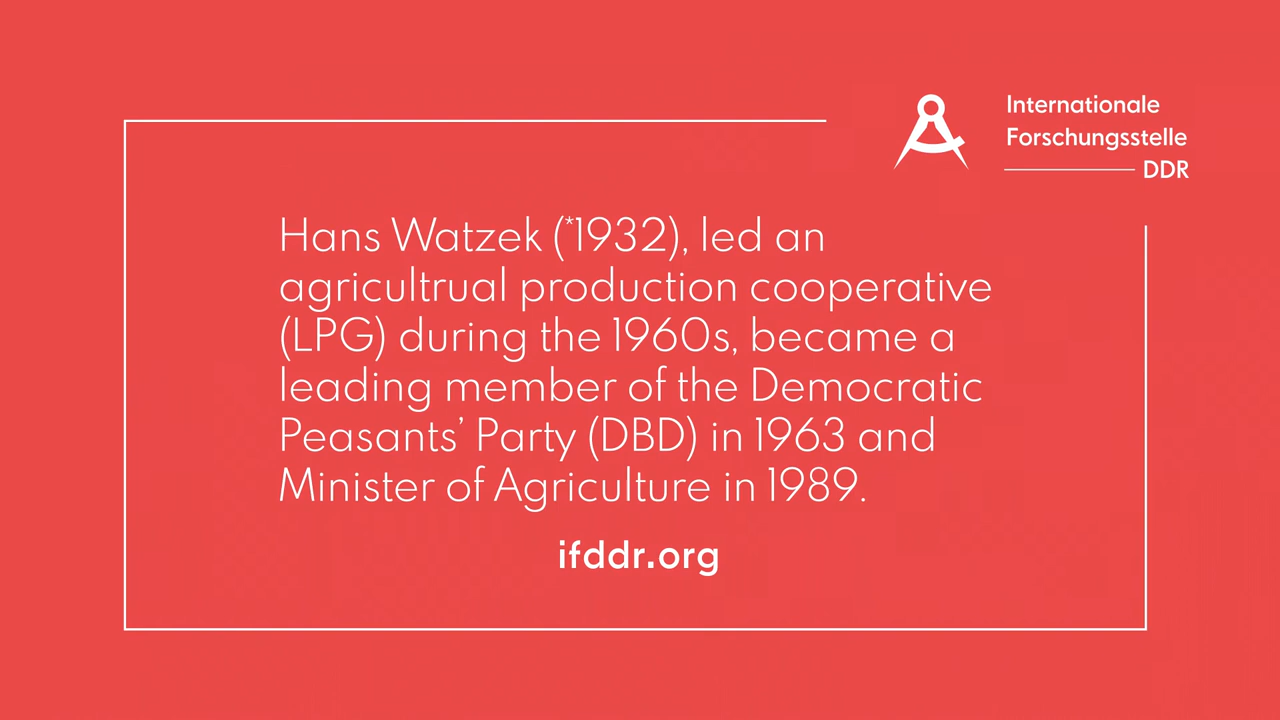 Internationale
Forschungsstelle
DDR
Hans Watzek (*1932), led an
agricultrual production cooperative
(LPG) during the 1960s, became a
leading member of the Democratic
Peasants’ Party (DBD) in 1963 and
Minister of Agriculture in 1989.
ifddr.org